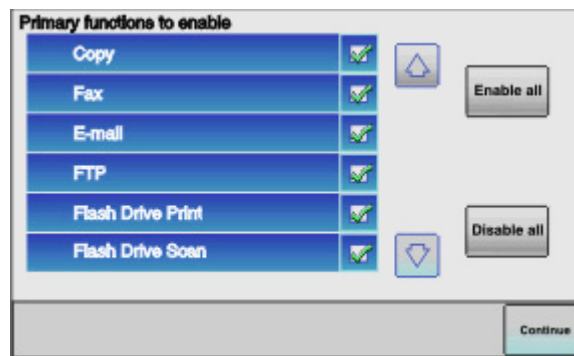 Primary functions to enable
Copy
Fax
E-mail
FTP
Flash Drive Print
Flash Drive Scan
Enable all
Disable all
Continue